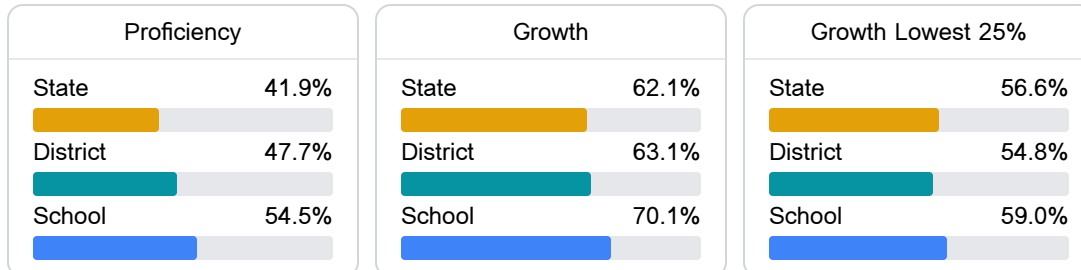 Proficiency
State 41.9%
District 47.7%
School 54.5%
Growth
State 62.1%
District 63.1%
School 70.1%
Growth Lowest 25%
State 56.6%
District 54.8%
School 59.0%